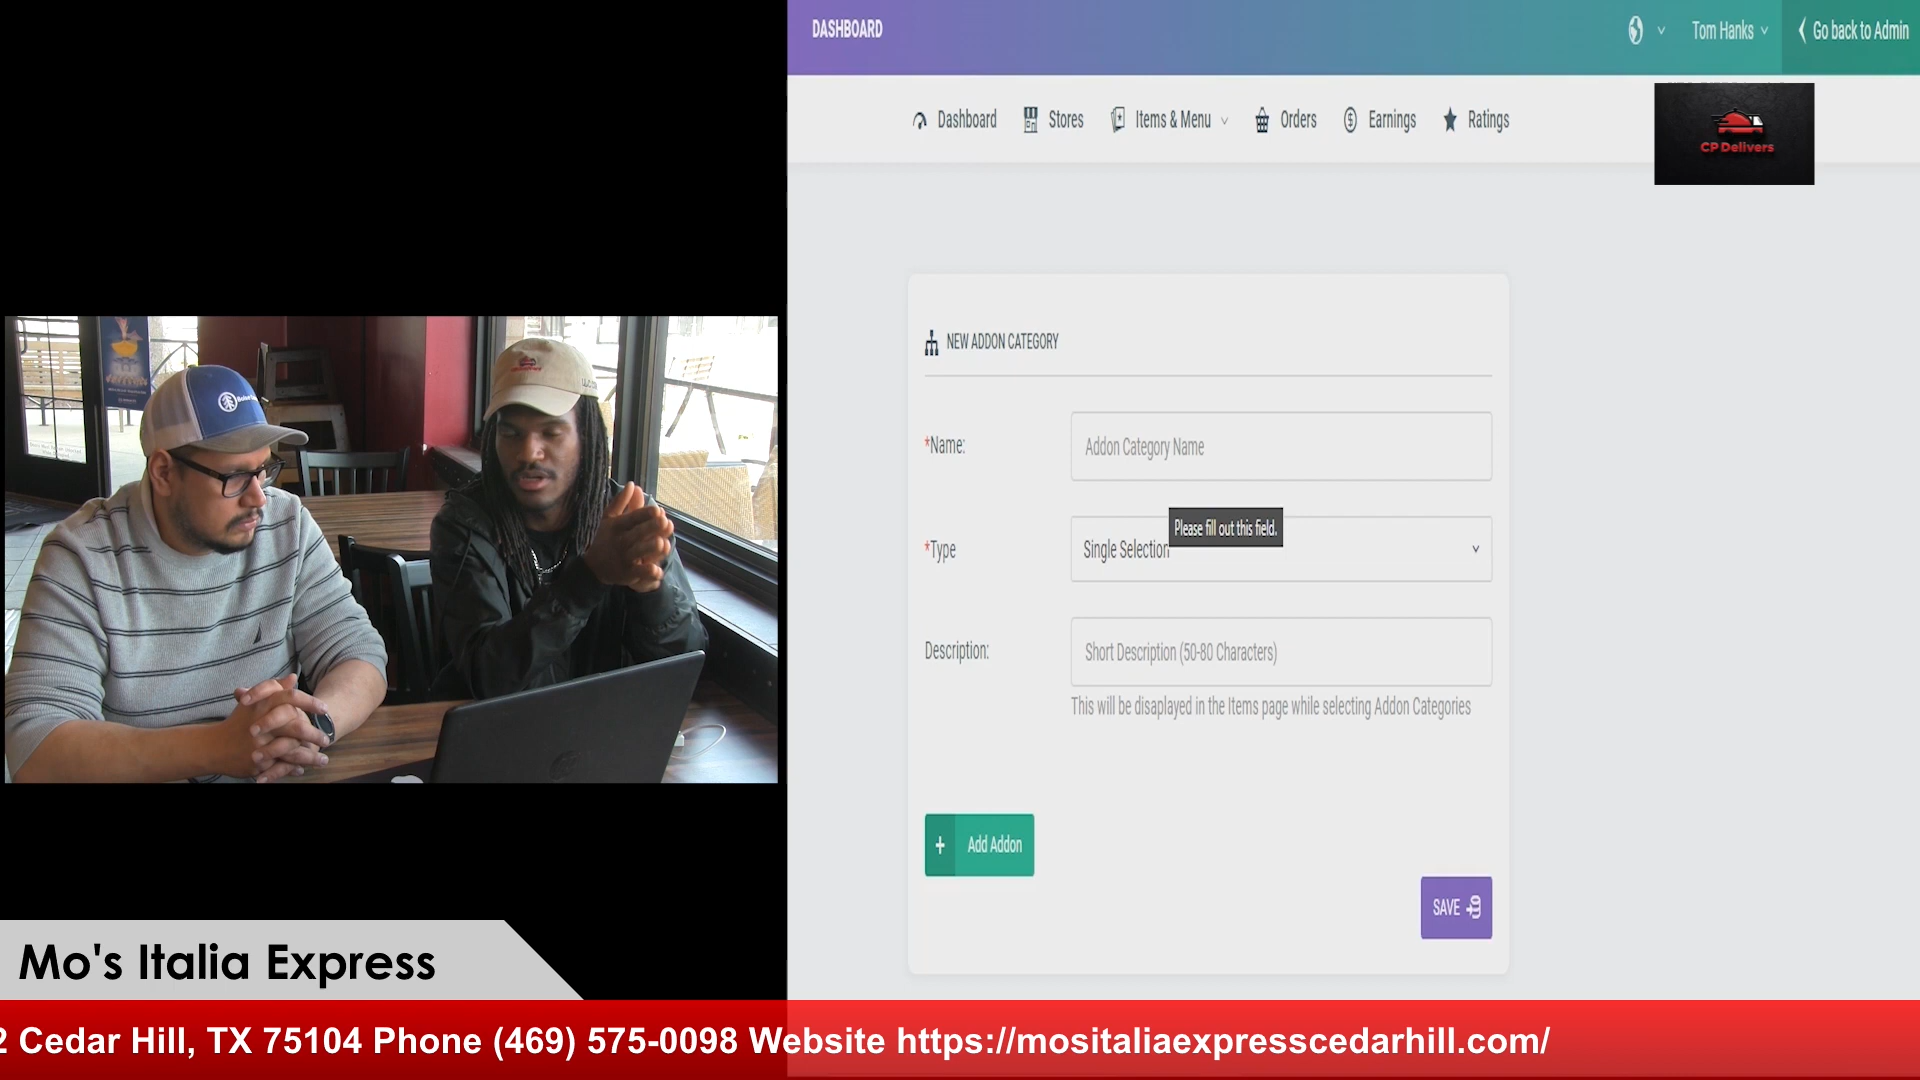 DASHBOARD
Tom Hanks
Go back to Admin
Dashboard
Stores
Items & Menu
Orders
Earnings
Ratings
CP Delivers
NEW ADDON CATEGORY
*Name:
Addon Category Name
Please fill out this field.
*Type
Single Selection
Description:
Short Description (50-80 Characters)
This will be disaplayed in the Items page while selecting Addon Categories
+ Add Addon
SAVE
Mo's Italia Express
2 Cedar Hill, TX 75104 Phone (469) 575-0098 Website https://mositaliaexpresscedarhill.com/